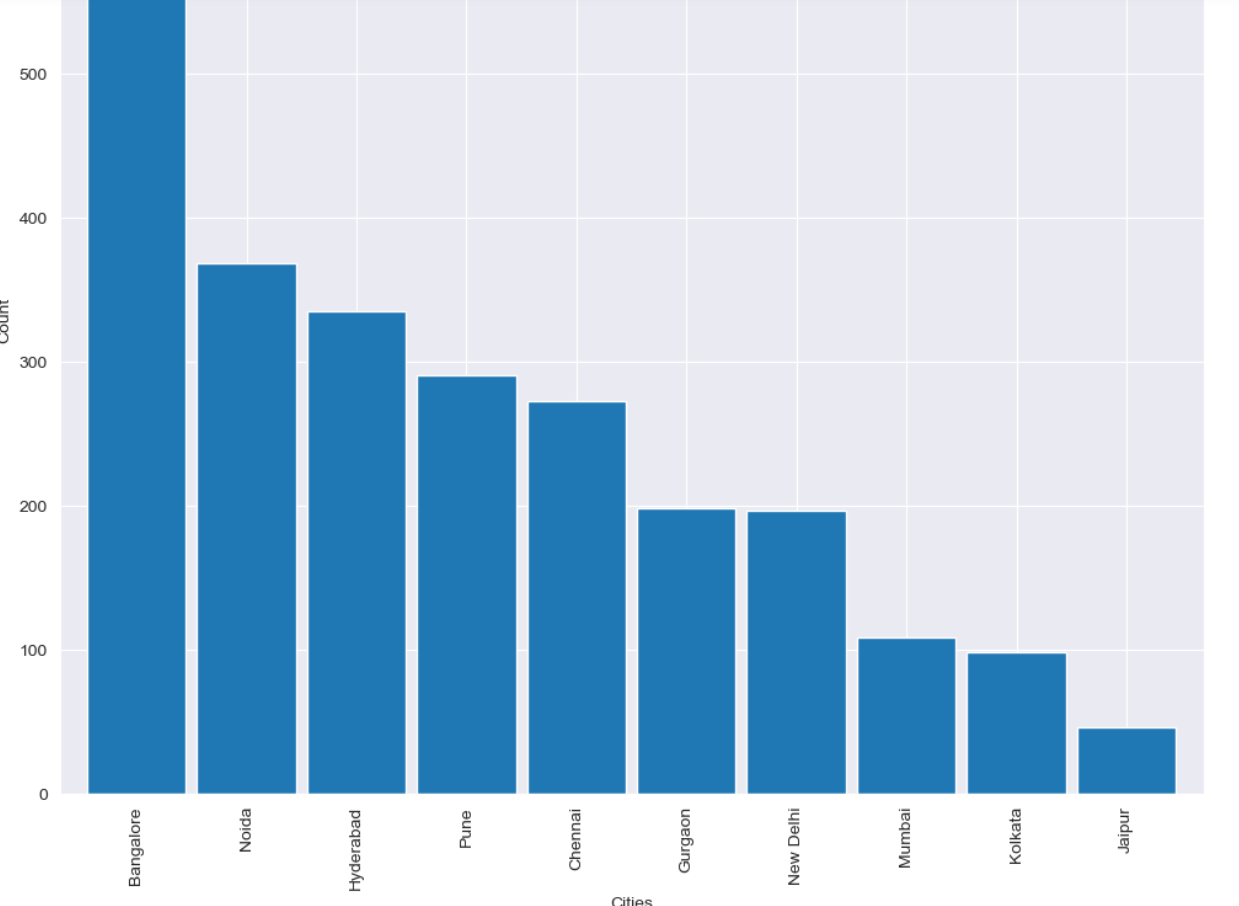 500
400
300
200
100
0
Count
Bangalore
Noida
Hyderabad
Pune
Chennai
Gurgaon
New Delhi
Mumbai
Kolkata
Jaipur
Cities